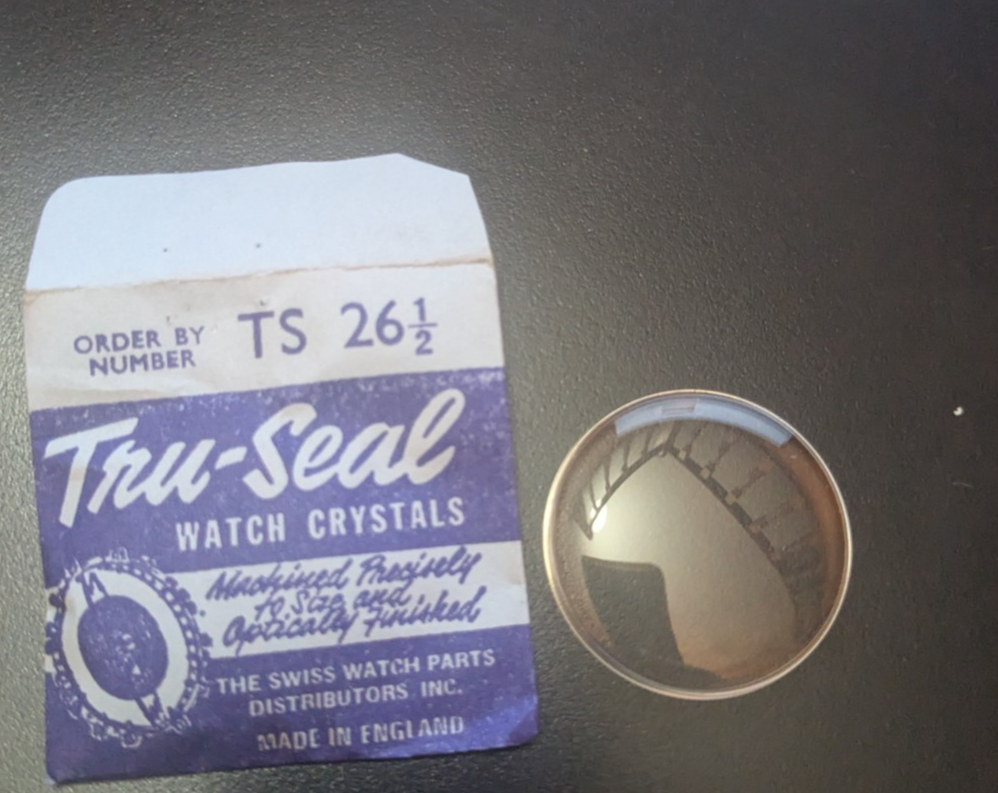 ORDER BY
NUMBER
TS 26½
Tru-Seal
WATCH CRYSTALS
Machined Precisely
to Size and
Optically Finished
THE SWISS WATCH PARTS
DISTRIBUTORS INC.
MADE IN ENGLAND